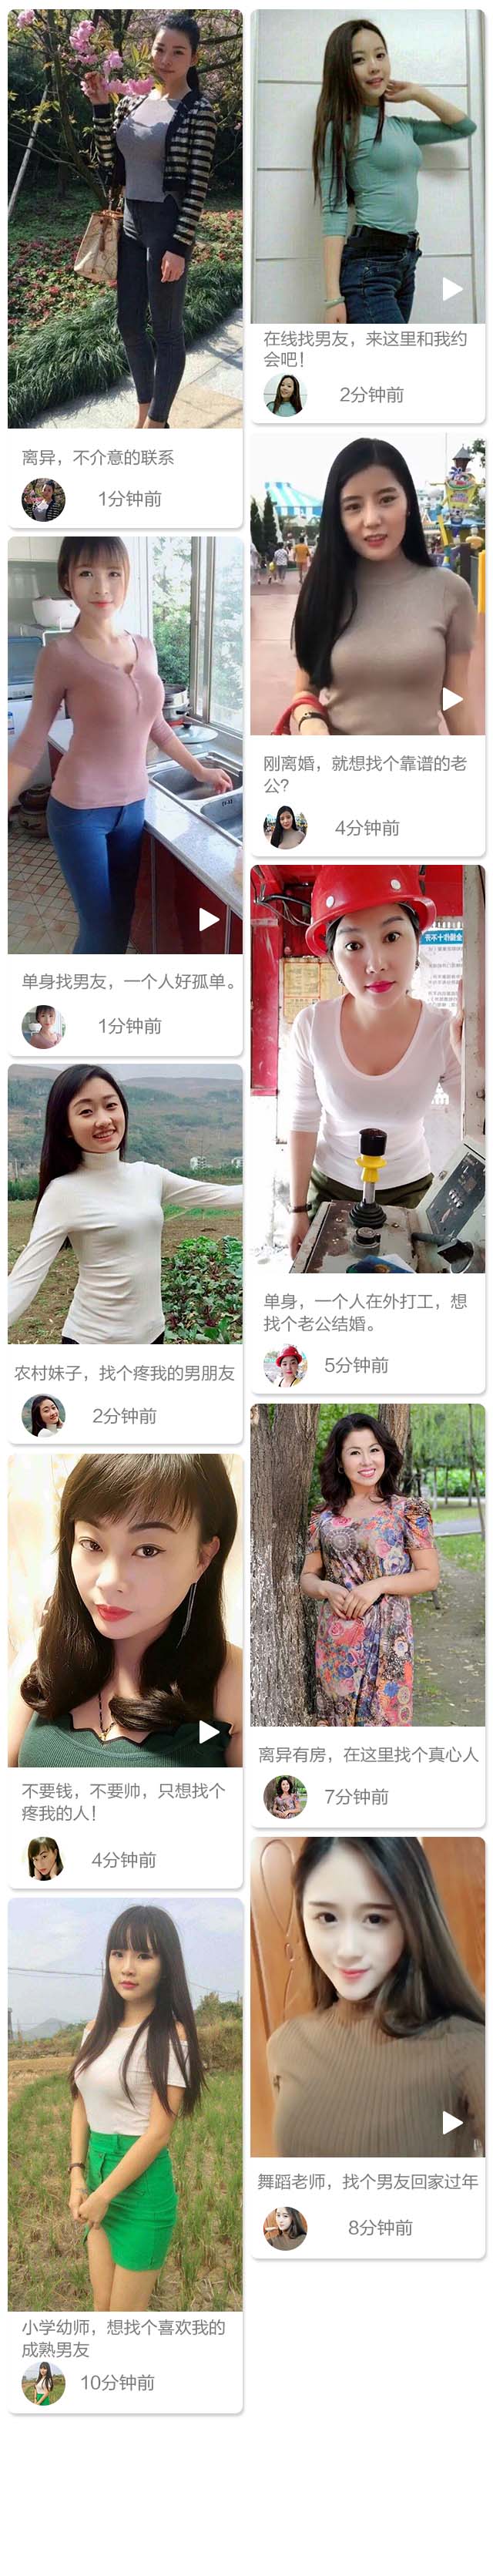 离异，不介意的联系
1分钟前
单身找男友，一个人好孤单。
1分钟前
农村妹子，找个疼我的男朋友
2分钟前
不要钱，不要帅，只想找个
疼我的人！
4分钟前
小学幼师，想找个喜欢我的
成熟男友
10分钟前
在线找男友，来这里和我约
会吧！
2分钟前
刚离婚，就想找个靠谱的老
公？
4分钟前
单身，一个人在外打工，想
找个老公结婚。
5分钟前
离异有房，在这里找个真心人
7分钟前
舞蹈老师，找个男友回家过年
8分钟前